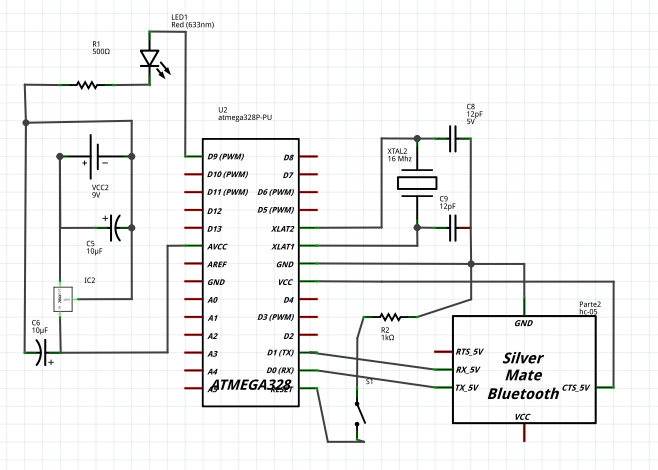 LED1
Red (633nm)
R1
500Ω
U2
atmega328P-PU
C8
12pF
5V
XTAL2
16 Mhz
D9 (PWM)
D8
D10 (PWM)
D7
+
−
D11 (PWM)
D6 (PWM)
VCC2
9V
C9
12pF
D12
D5 (PWM)
+
D13
XLAT2
C5
10µF
AVCC
XLAT1
AREF
GND
IC2
GND
VCC
A0
D4
Parte2
hc-05
C6
10µF
A1
D3 (PWM)
R2
1kΩ
GND
A2
D2
A3
D1 (TX)
RTS_5V
Silver
Mate
Bluetooth
+
A4
D0 (RX)
RX_5V
S1
TX_5V
CTS_5V
ATMEGA328
A5
RESET
VCC